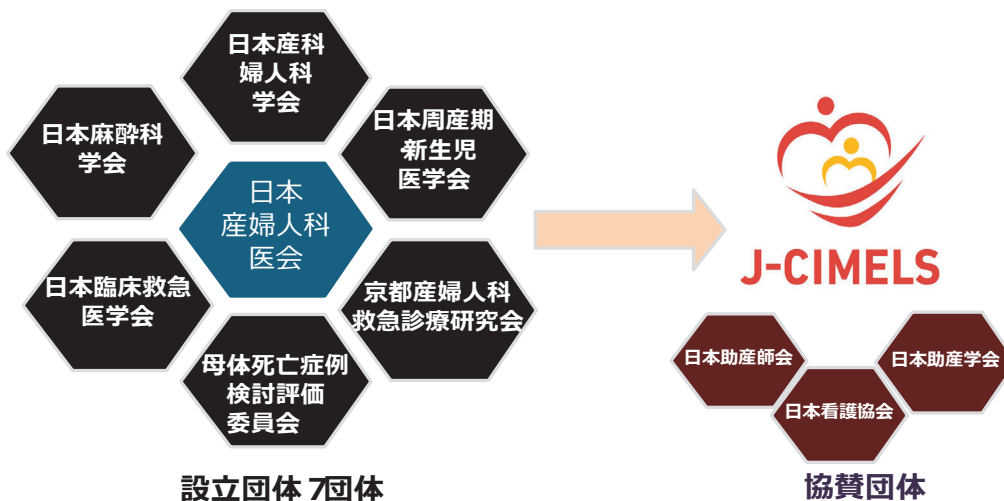 日本産科
婦人科
学会
日本麻酔科
学会
日本周産期
・新生児
医学会
日本
産婦人科
医会
日本臨床救急
医学会
京都産婦人科
救急診療研究会
母体死亡症例
検討評価
委員会
設立団体 7団体
J-CIMELS
日本助産師会
日本助産学会
日本看護協会
協賛団体